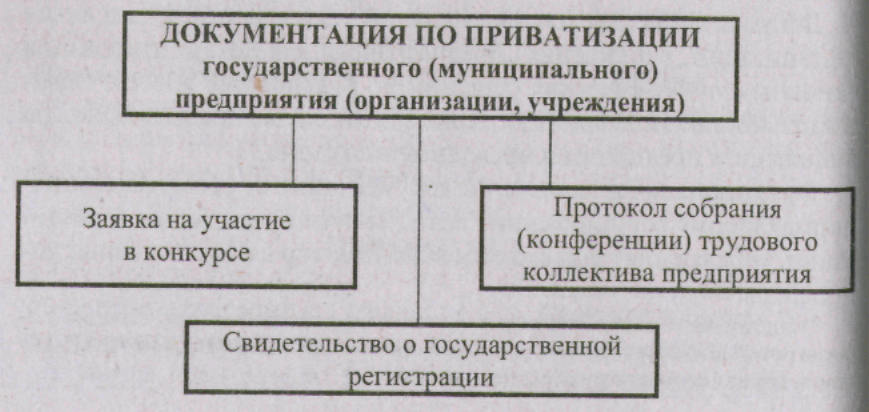 ДОКУМЕНТАЦИЯ ПО ПРИВАТИЗАЦИИ
государственного (муниципального)
предприятия (организации, учреждения)
Заявка на участие
в конкурсе
Протокол собрания
(конференции) трудового
коллектива предприятия
Свидетельство о государственной
регистрации